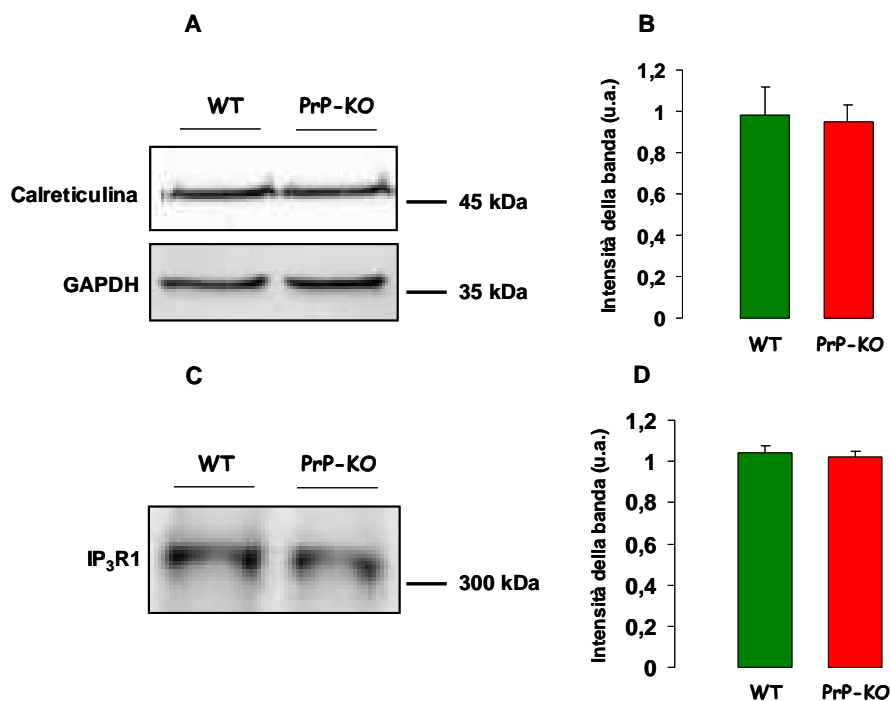 A
WT PrP-KO
Calreticulina
45 kDa
GAPDH
35 kDa
B
Intensità della banda (u.a.)
1,2
1
0,8
0,6
0,4
0,2
0
WT PrP-KO
C
WT PrP-KO
IP₃R1
300 kDa
D
Intensità della banda (u.a.)
1,2
1
0,8
0,6
0,4
0,2
0
WT PrP-KO